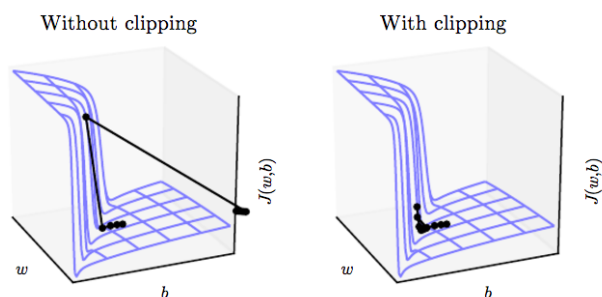 Without clipping
With clipping
J(w,b)
J(w,b)
w
w
b
b